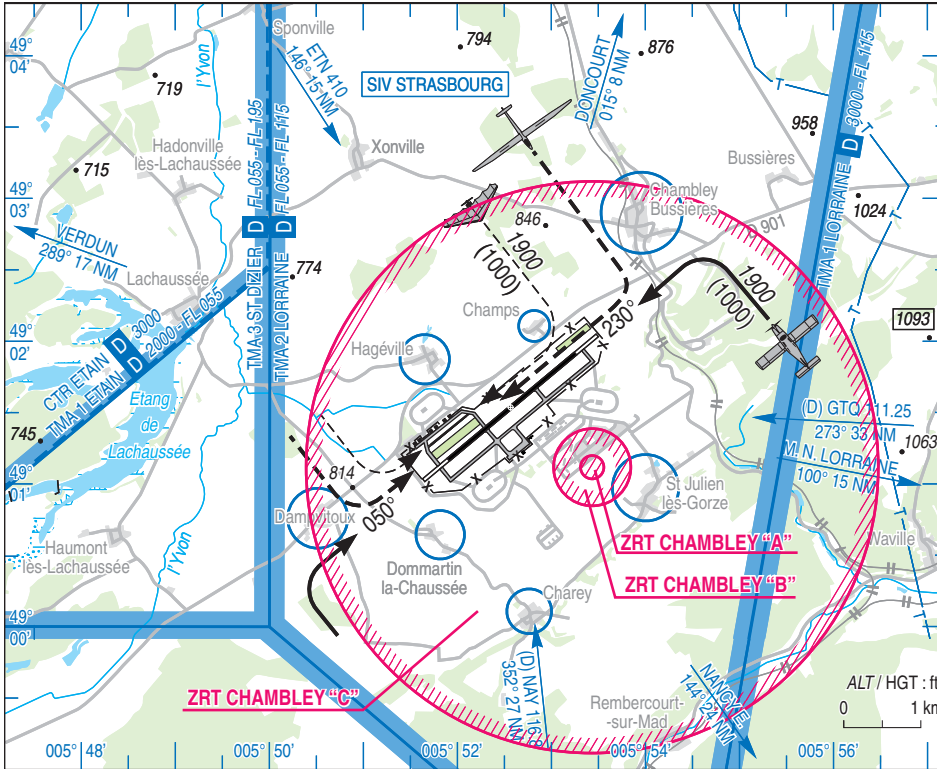 Sponville
49°
04'
794
876
ETN 410
146° 15 NM
SIV STRASBOURG
DONCOURT
015° 8 NM
719
l'Yvon
958
Hadonville
lès-Lachaussée
Xonville
Bussières
715
TMA 3 ST DIZIER D FL 055 - FL 195
TMA 2 LORRAINE D FL 055 - FL 115
TMA 1 LORRAINE D 3000 - FL 115
49°
03'
Chambley
Bussières
D 901
1024
846
VERDUN
289° 17 NM
774
Lachaussée
1900
(1000)
1900
(1000)
Champs
230°
1093
49°
02'
CTR ETAIN D 3000
TMA 1 ETAIN D 2000 - FL 055
Hagéville
Etang
de
Lachaussée
745
(D) GTQ 111.25
273° 33 NM
1063
M. N. LORRAINE
100° 15 NM
49°
01'
814
050°
St Julien
lès-Gorze
Dampvitoux
ZRT CHAMBLEY "A"
Haumont
lès-Lachaussée
l'Yvon
Dommartin
la-Chaussée
Waville
ZRT CHAMBLEY "B"
Charey
49°
00'
(D) NAY 116.8
352° 27 NM
ZRT CHAMBLEY "C"
Rembercourt-
-sur-Mad
144° 24 NM
ALT / HGT : ft
0 1 km
005° 48'
005° 50'
005° 52'
005° 54'
005° 56'